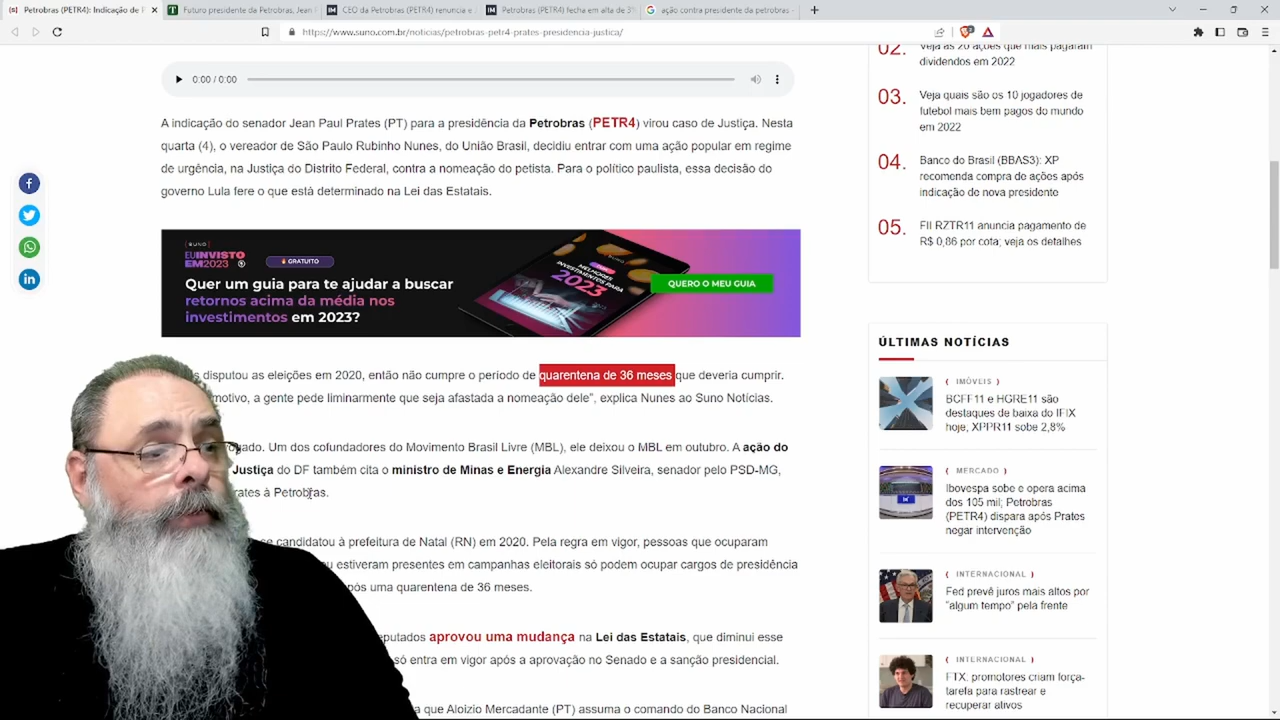 Petrobras (PETR4): Indicação de P
Futuro presidente da Petrobras, Jean
CEO da Petrobras (PETR4) renuncia e
Petrobras (PETR4) fecha em alta de 3%
ação contra presidente da petrobras -
https://www.suno.com.br/noticias/petrobras-petr4-prates-presidencia-justica/
0:00 / 0:00
A indicação do senador Jean Paul Prates (PT) para a presidência da Petrobras (PETR4) virou caso de Justiça. Nesta
quarta (4), o vereador de São Paulo Rubinho Nunes, do União Brasil, decidiu entrar com uma ação popular em regime
de urgência, na Justiça do Distrito Federal, contra a nomeação do petista. Para o político paulista, essa decisão do
governo Lula fere o que está determinado na Lei das Estatais.
SUNO
EU INVISTO
EM 2023
GRATUITO
Quer um guia para te ajudar a buscar
retornos acima da média nos
investimentos em 2023?
MELHORES
INVESTIMENTOS PARA
2023
QUERO O MEU GUIA
disputou as eleições em 2020, então não cumpre o período de quarentena de 36 meses que deveria cumprir.
a gente pede liminarmente que seja afastada a nomeação dele", explica Nunes ao Suno Notícias.
Um dos cofundadores do Movimento Brasil Livre (MBL), ele deixou o MBL em outubro. A ação do
Justiça do DF também cita o ministro de Minas e Energia Alexandre Silveira, senador pelo PSD-MG,
à Petrobras.
candidatou à prefeitura de Natal (RN) em 2020. Pela regra em vigor, pessoas que ocuparam
estiveram presentes em campanhas eleitorais só podem ocupar cargos de presidência
após uma quarentena de 36 meses.
aprovou uma mudança na Lei das Estatais, que diminui esse
só entra em vigor após a aprovação no Senado e a sanção presidencial.
que Aloizio Mercadante (PT) assuma o comando do Banco Nacional
02. Veja as 20 ações que mais pagaram
dividendos em 2022
03. Veja quais são os 10 jogadores de
futebol mais bem pagos do mundo
em 2022
04. Banco do Brasil (BBAS3): XP
recomenda compra de ações após
indicação de nova presidente
05. FII RZTR11 anuncia pagamento de
R$ 0,86 por cota; veja os detalhes
ÚLTIMAS NOTÍCIAS
( IMÓVEIS )
BCFF11 e HGRE11 são
destaques de baixa do IFIX
hoje, XPPR11 sobe 2,8%
( MERCADO )
Ibovespa sobe e opera acima
dos 105 mil; Petrobras
(PETR4) dispara após Prates
negar intervenção
( INTERNACIONAL )
Fed prevê juros mais altos por
"algum tempo" pela frente
( INTERNACIONAL )
FTX: promotores criam força-
tarefa para rastrear e
recuperar ativos